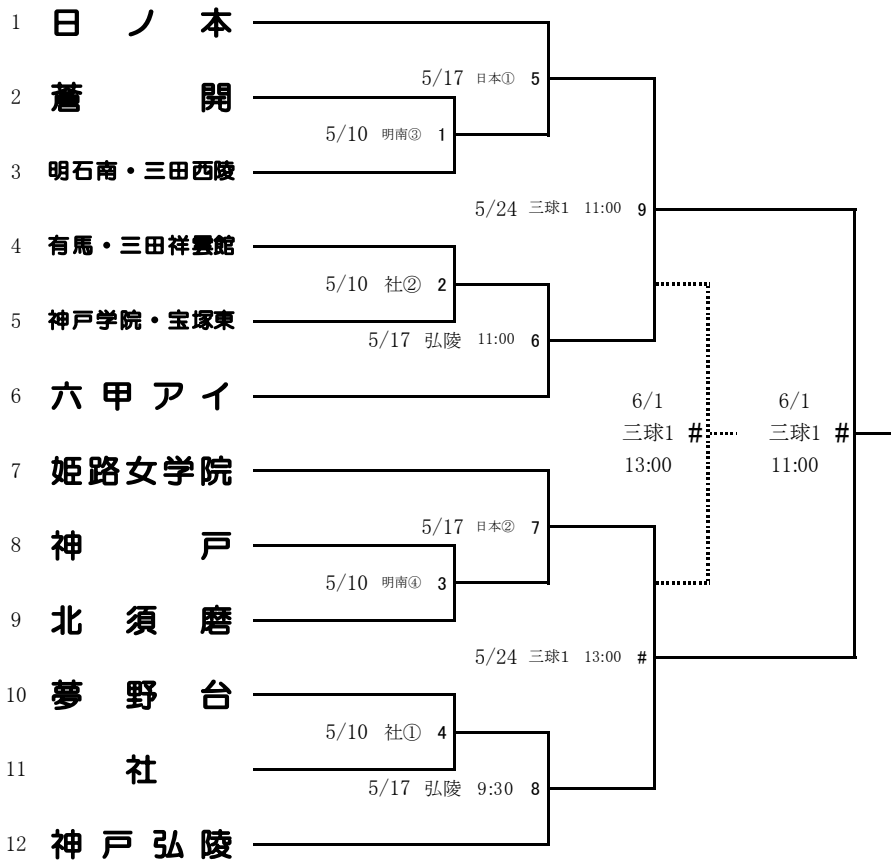 1 日ノ本
5/17 日本① 5
2 蒼開
5/10 明南③ 1
3 明石南・三田西陵
5/24 三球1 11:00 9
4 有馬・三田祥雲館
5/10 社② 2
5 神戸学院・宝塚東
5/17 弘陵 11:00 6
6 六甲アイ
6/1
三球1 #
13:00
6/1
三球1 #
11:00
7 姫路女学院
5/17 日本② 7
8 神戸
5/10 明南④ 3
9 北須磨
5/24 三球1 13:00 #
10 夢野台
5/10 社① 4
11 社
5/17 弘陵 9:30 8
12 神戸弘陵